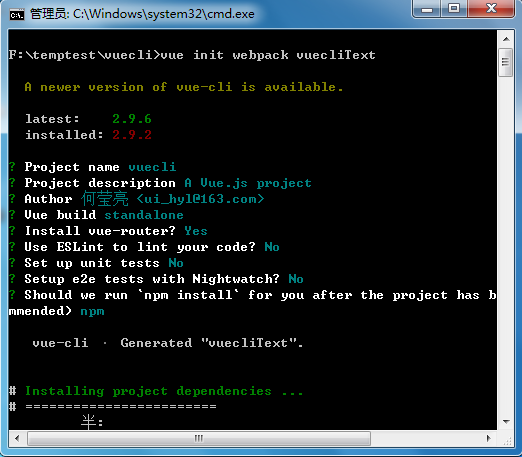 管理员: C:\Windows\system32\cmd.exe
F:\temptest\vuecli>vue init webpack vuecliText
A newer version of vue-cli is available.
latest: 2.9.6
installed: 2.9.2
? Project name vuecli
? Project description A Vue.js project
? Author 何莹亮 <ui_hyl@163.com>
? Vue build standalone
? Install vue-router? Yes
? Use ESLint to lint your code? No
? Set up unit tests No
? Setup e2e tests with Nightwatch? No
? Should we run `npm install` for you after the project has b
mmended) npm
vue-cli · Generated "vuecliText".
# Installing project dependencies ...
# ========================
半: